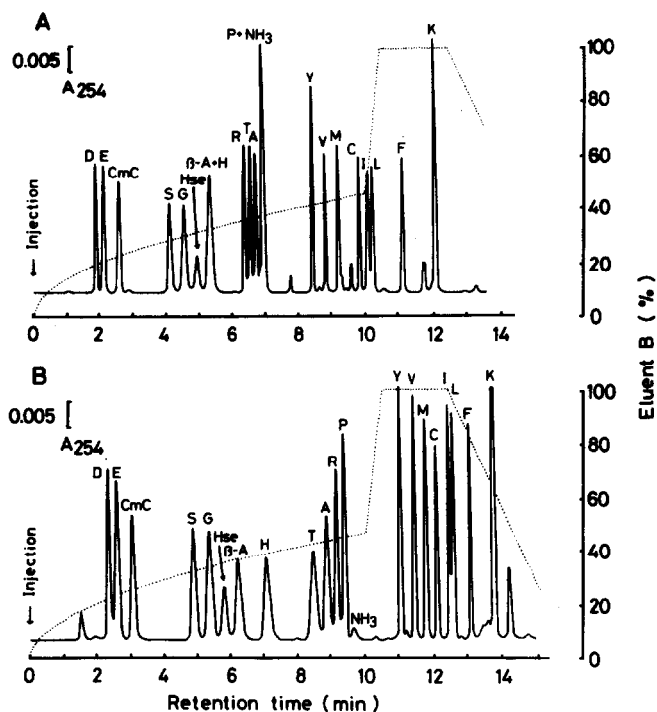 A
0.005 [
A254
P+NH3
K
Y
R T A
V M
C I L
F
D E
CmC
S G
Hse
β-A+H
Injection
100
80
60
40
20
0
0 2 4 6 8 10 12 14
Eluent B (%)
B
0.005 [
A254
Y V
I L
K
M
C
F
P
R
A
T
D E
CmC
S G
Hse
β-A
H
NH3
Injection
100
80
60
40
20
0
0 2 4 6 8 10 12 14
Retention time (min)